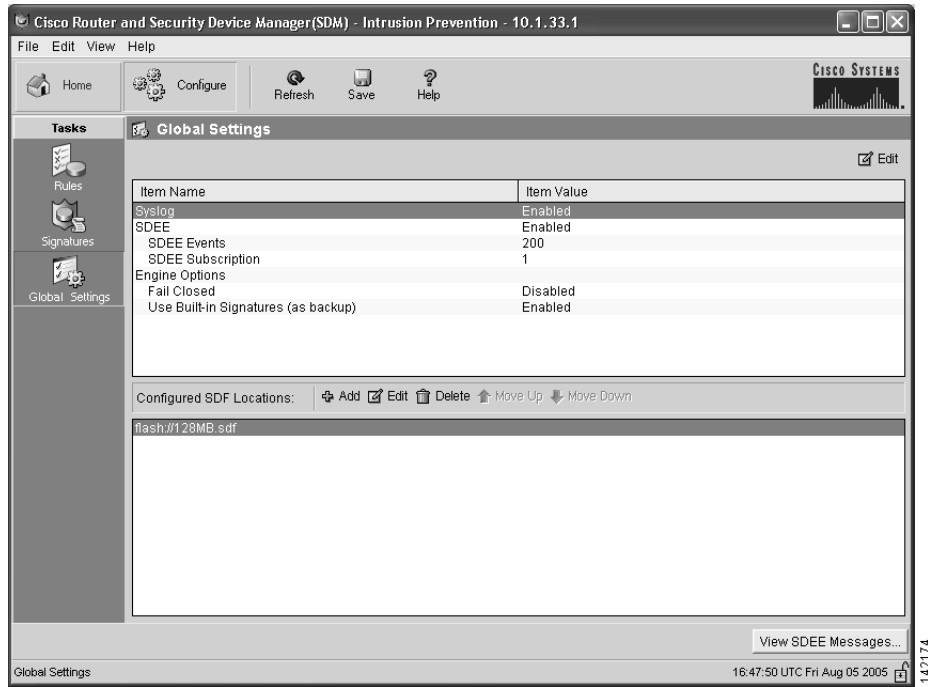 Cisco Router and Security Device Manager(SDM) - Intrusion Prevention - 10.1.33.1
File Edit View Help
Home Configure Refresh Save Help
CISCO SYSTEMS
Tasks
Global Settings
Edit
Rules
Signatures
Global Settings
Item Name Item Value
Syslog Enabled
SDEE Enabled
SDEE Events 200
SDEE Subscription 1
Engine Options
Fail Closed Disabled
Use Built-in Signatures (as backup) Enabled
Configured SDF Locations: Add Edit Delete Move Up Move Down
flash://128MB.sdf
View SDEE Messages...
Global Settings 16:47:50 UTC Fri Aug 05 2005
142174